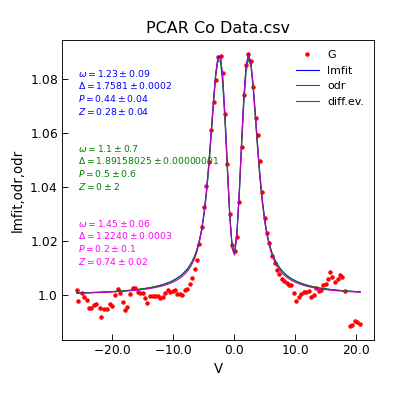 PCAR Co Data.csv
ω = 1.23 ± 0.09
Δ = 1.7581 ± 0.0002
P = 0.44 ± 0.04
Z = 0.28 ± 0.04
ω = 1.1 ± 0.7
Δ = 1.89158025 ± 0.00000001
P = 0.5 ± 0.6
Z = 0 ± 2
ω = 1.45 ± 0.06
Δ = 1.2240 ± 0.0003
P = 0.2 ± 0.1
Z = 0.74 ± 0.02
G
lmfit
odr
diff.ev.
1.08
1.06
1.04
1.02
1.0
lmfit,odr,odr
−20.0 −10.0 0.0 10.0 20.0
V